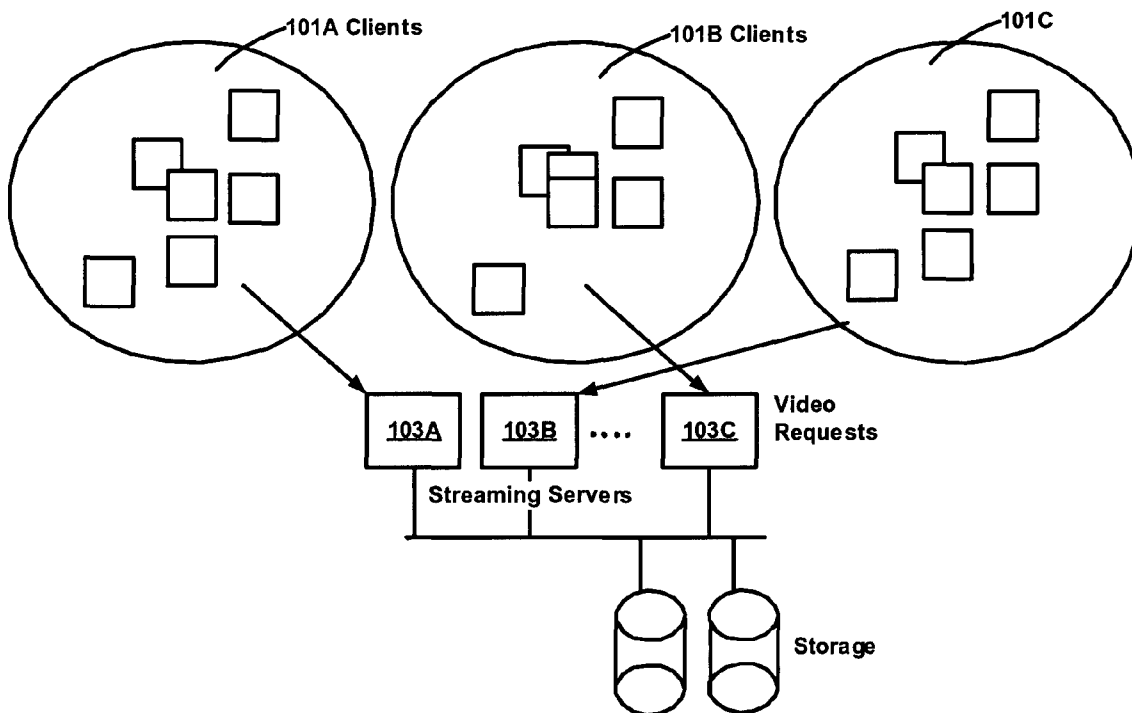 101A Clients
101B Clients
101C
103A
103B
....
103C
Video
Requests
Streaming Servers
Storage